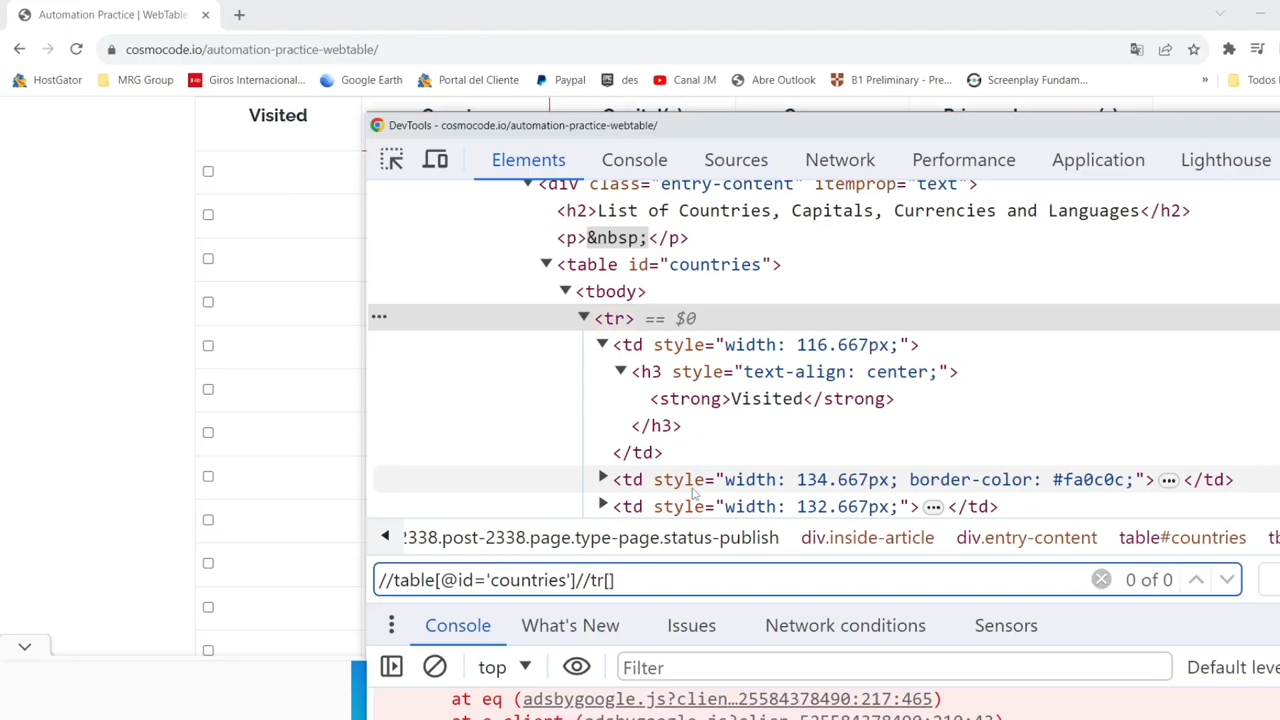 Automation Practice | WebTable
cosmocode.io/automation-practice-webtable/
HostGator MRG Group Giros Internacional... Google Earth Portal del Cliente Paypal des Canal JM Abre Outlook B1 Preliminary - Pre... Screenplay Fundam... » Todos
Visited
DevTools - cosmocode.io/automation-practice-webtable/
Elements Console Sources Network Performance Application Lighthouse
<div class="entry-content" itemprop="text">
<h2>List of Countries, Capitals, Currencies and Languages</h2>
<p>&nbsp;</p>
<table id="countries">
<tbody>
<tr> == $0
<td style="width: 116.667px;">
<h3 style="text-align: center;">
<strong>Visited</strong>
</h3>
</td>
<td style="width: 134.667px; border-color: #fa0c0c;">…</td>
<td style="width: 132.667px;">…</td>
2338.post-2338.page.type-page.status-publish div.inside-article div.entry-content table#countries
//table[@id='countries']//tr[] 0 of 0
Console What's New Issues Network conditions Sensors
top Filter Default leve
at eq (adsbygoogle.js?clien…25584378490:217:465)